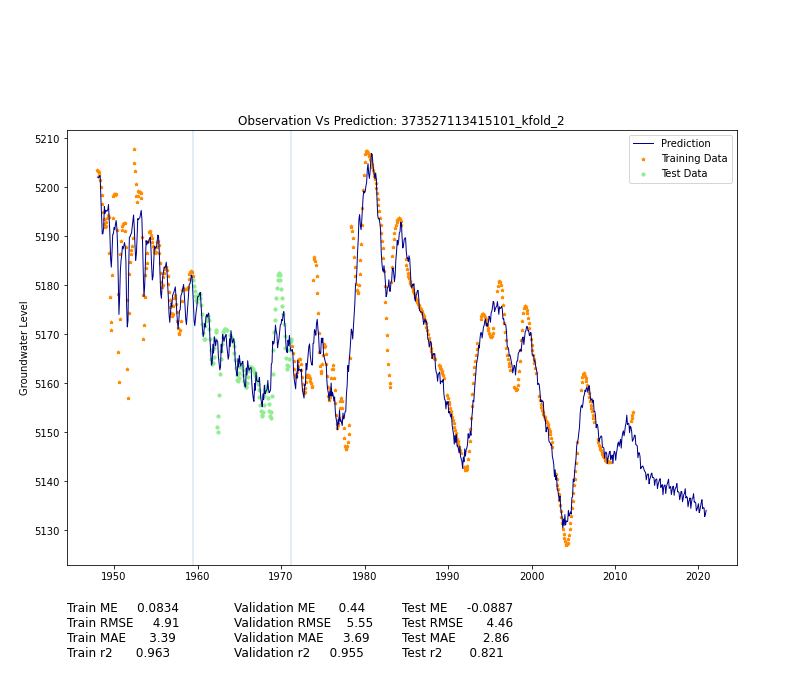 Observation Vs Prediction: 373527113415101_kfold_2
Prediction
Training Data
Test Data
Groundwater Level
5210
5200
5190
5180
5170
5160
5150
5140
5130
1950 1960 1970 1980 1990 2000 2010 2020
Train ME 0.0834 Validation ME 0.44 Test ME -0.0887
Train RMSE 4.91 Validation RMSE 5.55 Test RMSE 4.46
Train MAE 3.39 Validation MAE 3.69 Test MAE 2.86
Train r2 0.963 Validation r2 0.955 Test r2 0.821